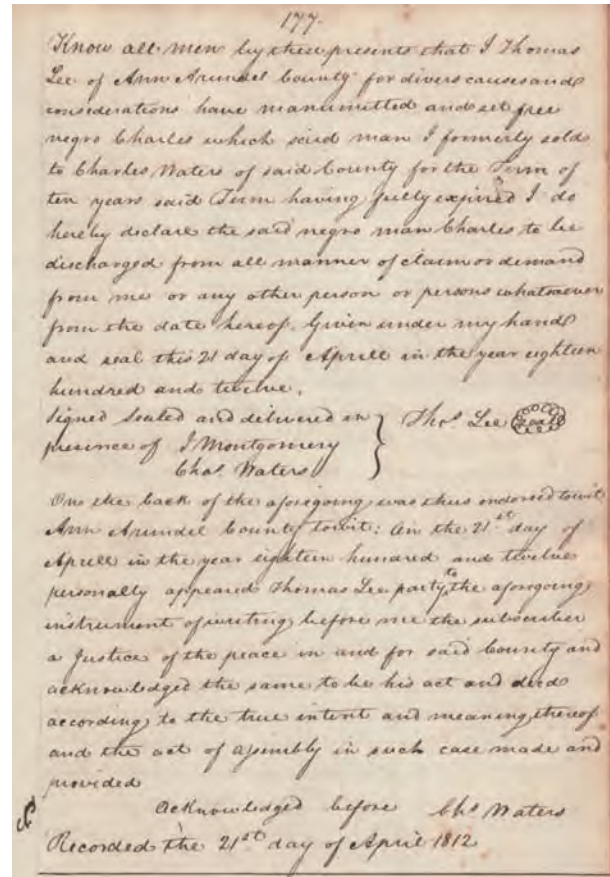 177.
Know all men by these presents that I Thomas
Lee of Ann Arundel County for divers causes and
considerations have manumitted and set free
negro Charles which said man I formerly sold
to Charles Waters of said County for the Term of
ten years said Term having fully expired I do
hereby declare the said negro man Charles to be
discharged from all manner of claim or demand
from me or any other person or persons whatsoever
from the date hereof. Given under my hand
and seal this 21 day of Aprill in the year eighteen
hundred and twelve.
Signed Sealed and delivered in } Thos. Lee (seal)
presence of J Montgomery
Chas. Waters
On the back of the aforegoing was thus endorsed towit
Ann Arundel County towit: On the 21st day of
Aprill in the year eighteen hundred and twelve
personally appeared Thomas Lee party to the aforegoing
instrument of writing before me the subscriber
a Justice of the peace in and for said County and
acknowledged the same to be his act and deed
according to the true intent and meaning thereof
and the act of assembly in such case made and
provided
acknowledged before Chs Waters
Recorded the 21st day of April 1812